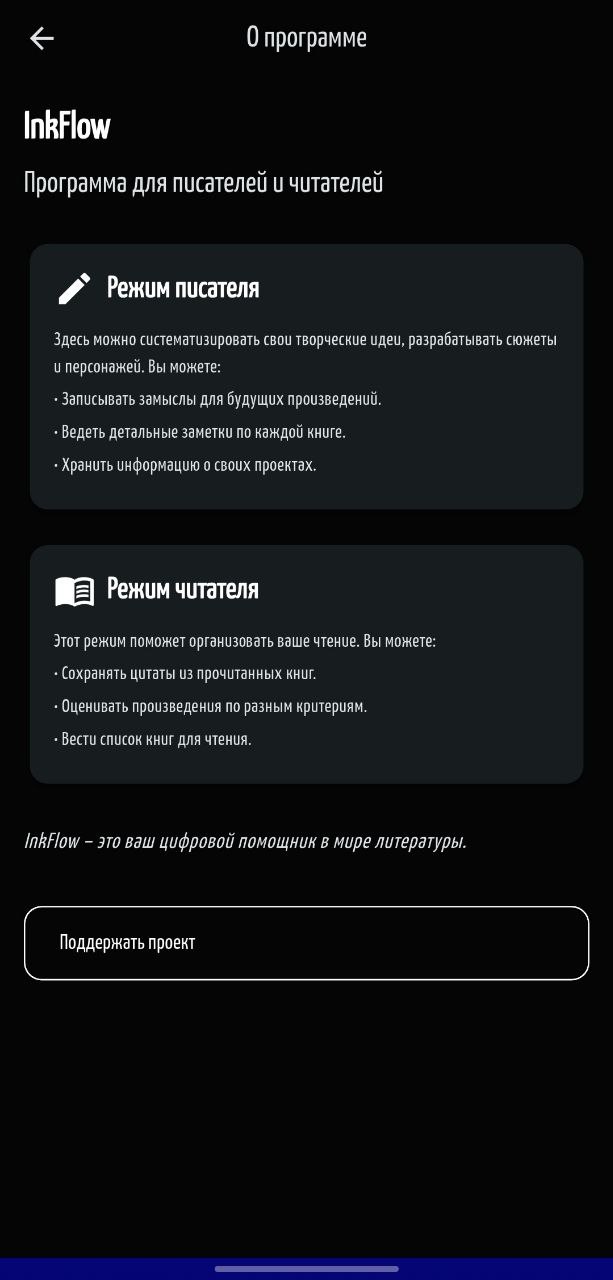 О программе
InkFlow
Программа для писателей и читателей
Режим писателя
Здесь можно систематизировать свои творческие идеи, разрабатывать сюжеты
и персонажей. Вы можете:
• Записывать замыслы для будущих произведений.
• Ведеть детальные заметки по каждой книге.
• Хранить информацию о своих проектах.
Режим читателя
Этот режим поможет организовать ваше чтение. Вы можете:
• Сохранять цитаты из прочитанных книг.
• Оценивать произведения по разным критериям.
• Вести список книг для чтения.
InkFlow – это ваш цифровой помощник в мире литературы.
Поддержать проект